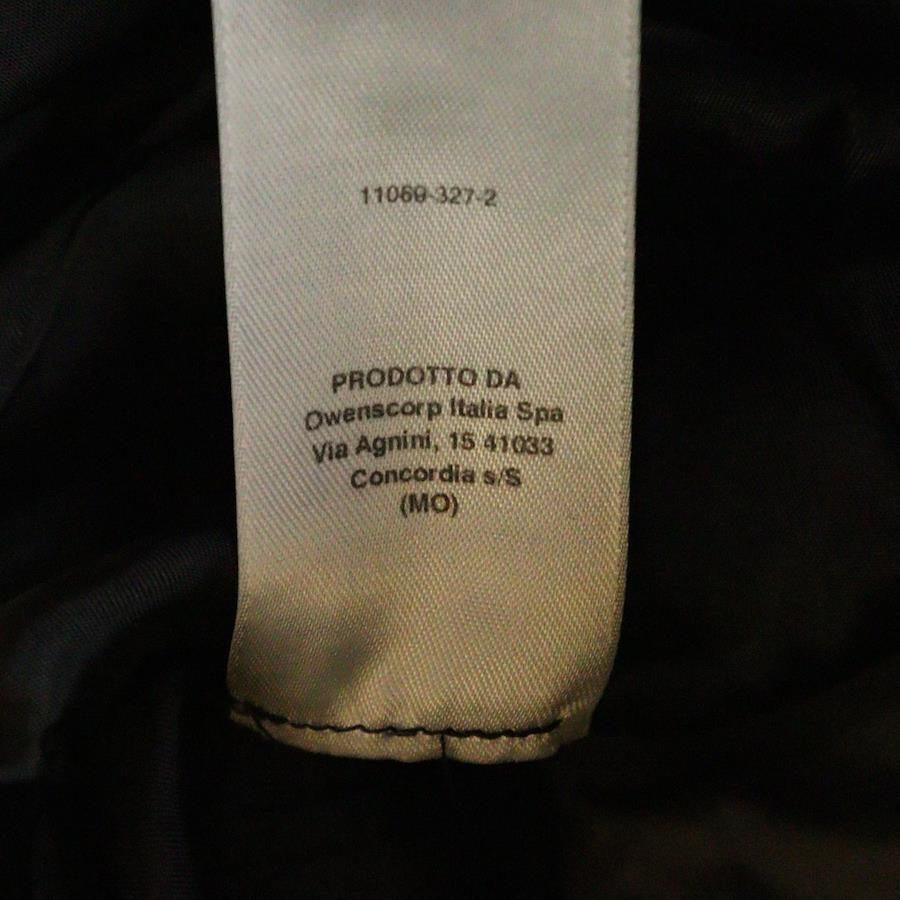 11069-327-2
PRODOTTO DA
Owenscorp Italia Spa
Via Agnini, 15 41033
Concordia s/S
(MO)